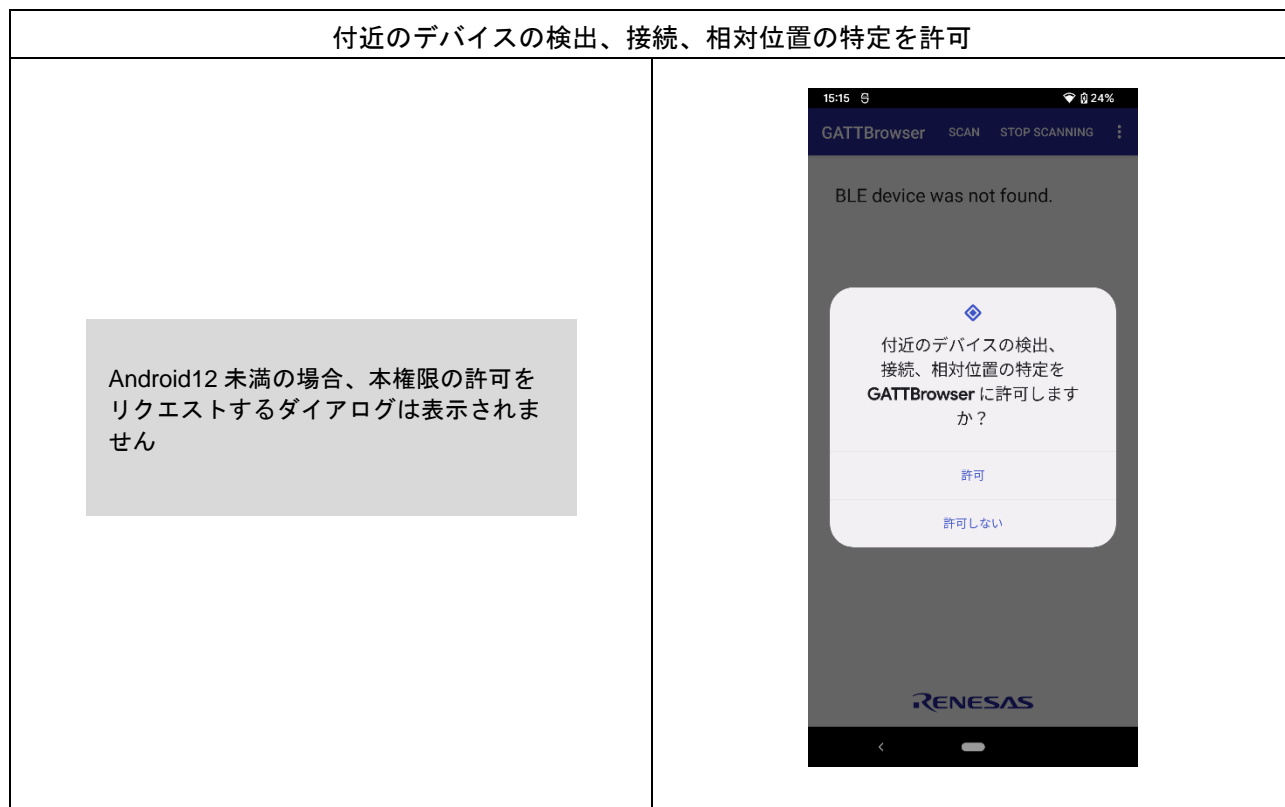 付近のデバイスの検出、接続、相対位置の特定を許可
Android12 未満の場合、本権限の許可を
リクエストするダイアログは表示されま
せん
15:15 24%
GATTBrowser SCAN STOP SCANNING
BLE device was not found.
付近のデバイスの検出、
接続、相対位置の特定を
GATTBrowser に許可します
か？
許可
許可しない
RENESAS